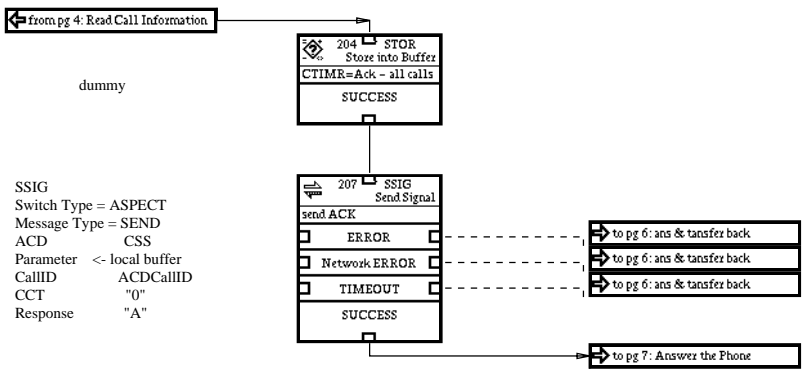 from pg 4: Read Call Information
204 STOR
Store into Buffer
CTIMR=Ack - all calls
SUCCESS
dummy
207 SSIG
Send Signal
send ACK
ERROR
Network ERROR
TIMEOUT
SUCCESS
SSIG
Switch Type = ASPECT
Message Type = SEND
ACD CSS
Parameter <- local buffer
CallID ACDCallID
CCT "0"
Response "A"
to pg 6: ans & tansfer back
to pg 6: ans & tansfer back
to pg 6: ans & tansfer back
to pg 7: Answer the Phone